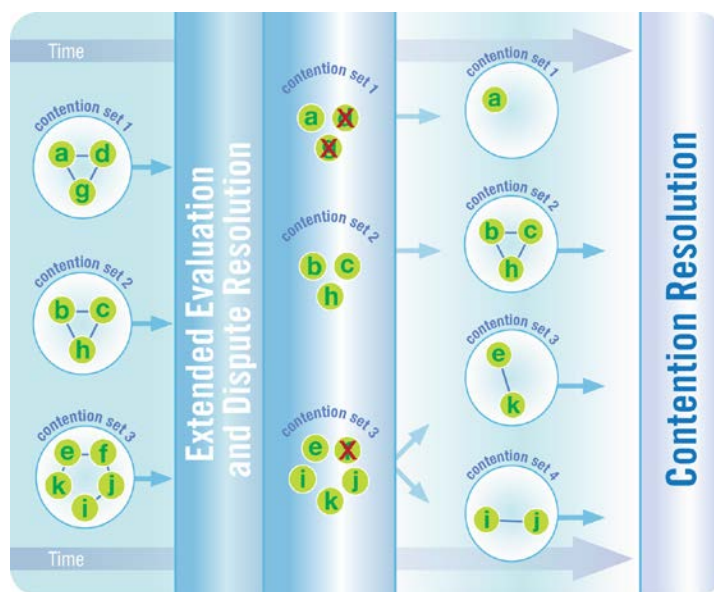 Time
contention set 1
a
d
g
contention set 2
b
c
h
contention set 3
e
f
k
j
i
Time
Extended Evaluation
and Dispute Resolution
contention set 1
a
contention set 2
b
c
h
contention set 3
e
i
j
k
contention set 1
a
contention set 2
b
c
h
contention set 3
e
k
contention set 4
i
j
Contention Resolution